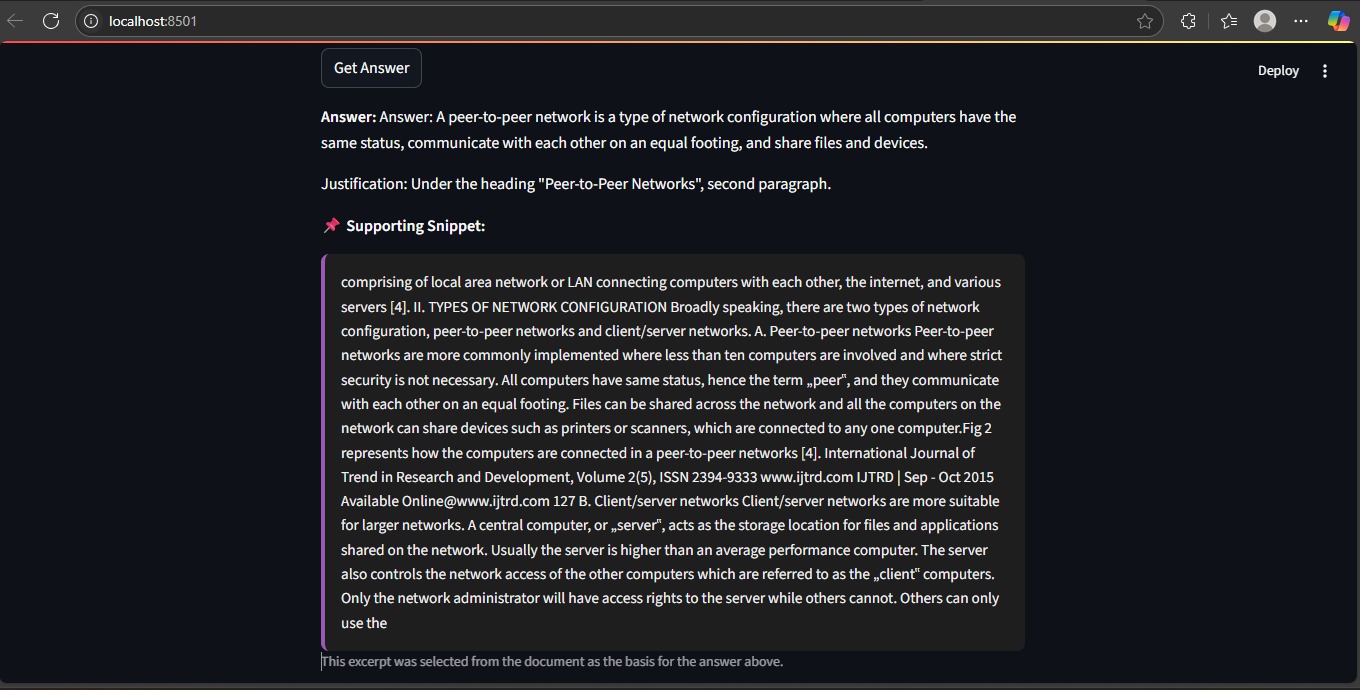 localhost:8501
Get Answer
Deploy
Answer: Answer: A peer-to-peer network is a type of network configuration where all computers have the
same status, communicate with each other on an equal footing, and share files and devices.
Justification: Under the heading "Peer-to-Peer Networks", second paragraph.
📌 Supporting Snippet:
comprising of local area network or LAN connecting computers with each other, the internet, and various
servers [4]. II. TYPES OF NETWORK CONFIGURATION Broadly speaking, there are two types of network
configuration, peer-to-peer networks and client/server networks. A. Peer-to-peer networks Peer-to-peer
networks are more commonly implemented where less than ten computers are involved and where strict
security is not necessary. All computers have same status, hence the term „peer‟, and they communicate
with each other on an equal footing. Files can be shared across the network and all the computers on the
network can share devices such as printers or scanners, which are connected to any one computer.Fig 2
represents how the computers are connected in a peer-to-peer networks [4]. International Journal of
Trend in Research and Development, Volume 2(5), ISSN 2394-9333 www.ijtrd.com IJTRD | Sep - Oct 2015
Available Online@www.ijtrd.com 127 B. Client/server networks Client/server networks are more suitable
for larger networks. A central computer, or „server‟, acts as the storage location for files and applications
shared on the network. Usually the server is higher than an average performance computer. The server
also controls the network access of the other computers which are referred to as the „client‟ computers.
Only the network administrator will have access rights to the server while others cannot. Others can only
use the
This excerpt was selected from the document as the basis for the answer above.